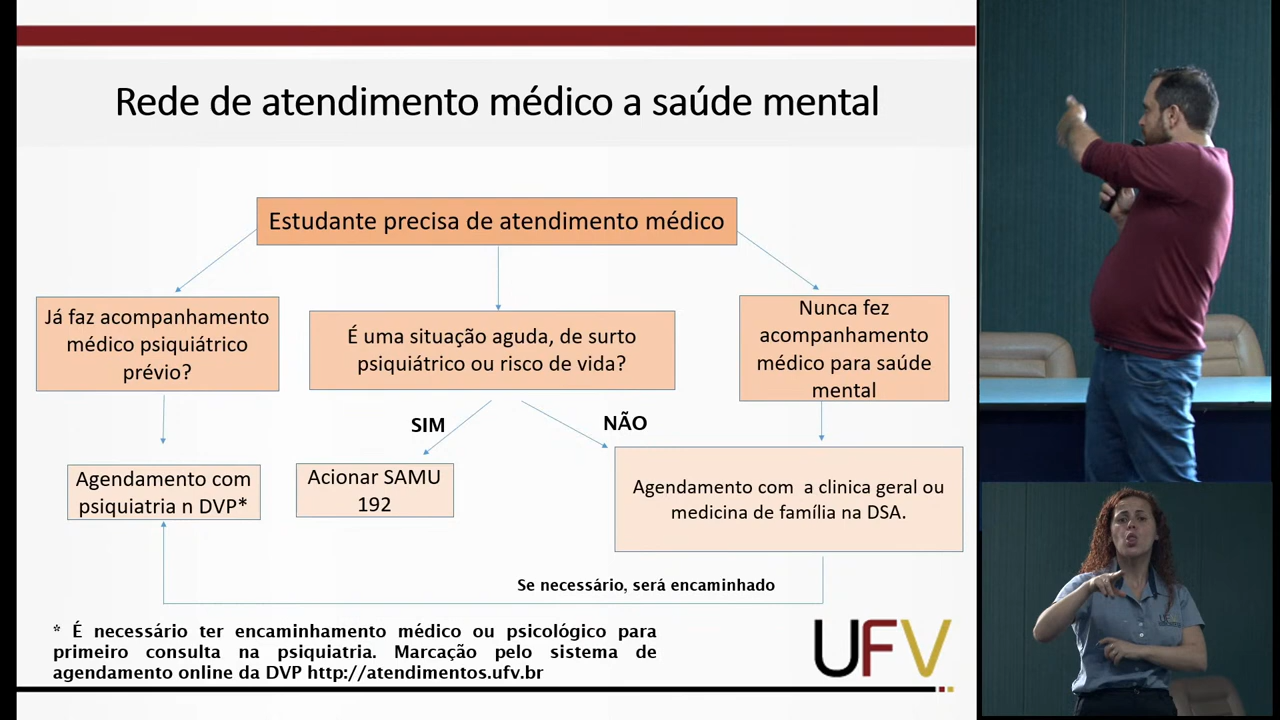 Rede de atendimento médico a saúde mental
Estudante precisa de atendimento médico
Já faz acompanhamento
médico psiquiátrico
prévio?
É uma situação aguda, de surto
psiquiátrico ou risco de vida?
Nunca fez
acompanhamento
médico para saúde
mental
SIM
NÃO
Agendamento com
psiquiatria n DVP*
Acionar SAMU
192
Agendamento com a clinica geral ou
medicina de família na DSA.
Se necessário, será encaminhado
* É necessário ter encaminhamento médico ou psicológico para
primeiro consulta na psiquiatria. Marcação pelo sistema de
agendamento online da DVP http://atendimentos.ufv.br
UFV
UFV